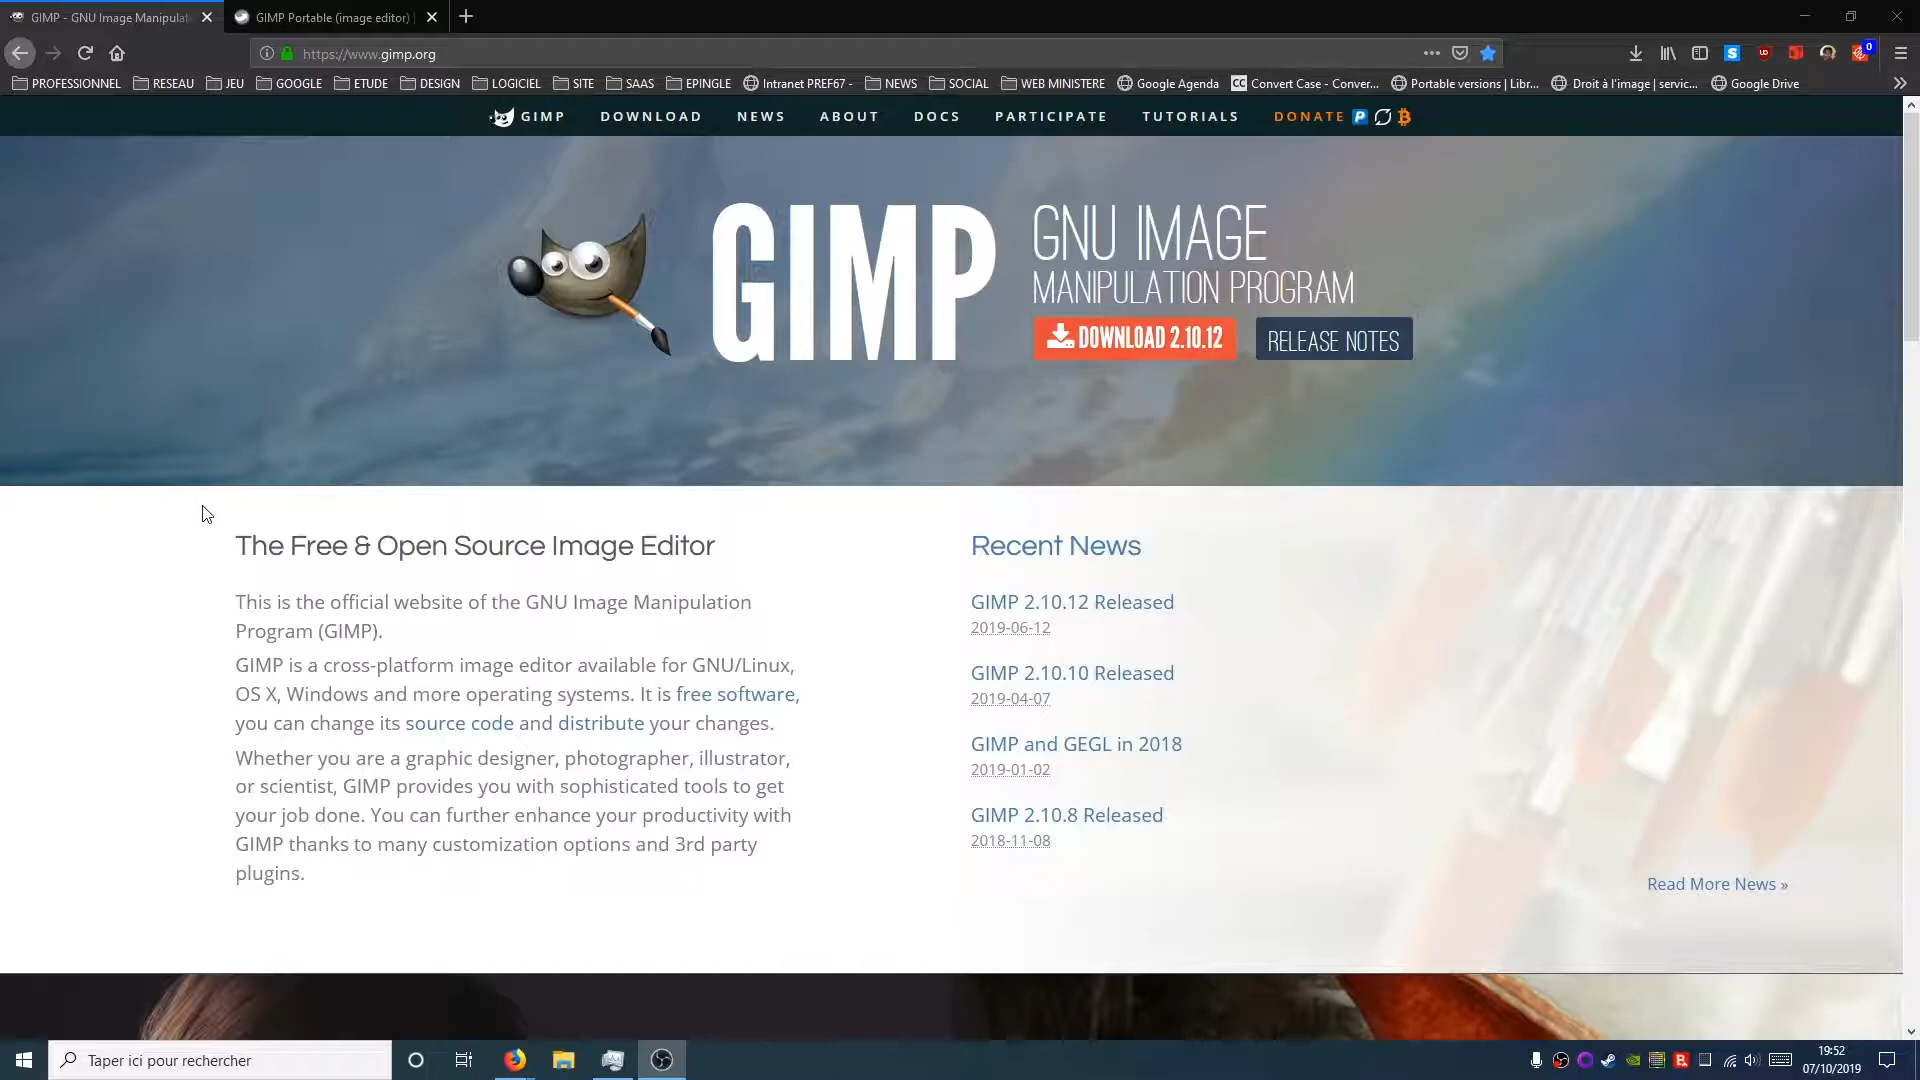 GIMP - GNU Image Manipulat
GIMP Portable (image editor) |
https://www.gimp.org
0
PROFESSIONNEL
RESEAU
JEU
GOOGLE
ETUDE
DESIGN
LOGICIEL
SITE
SAAS
EPINGLE
Intranet PREF67 -
NEWS
SOCIAL
WEB MINISTERE
Google Agenda
CC Convert Case - Conver...
Portable versions | Libr...
Droit à l'image | servic...
Google Drive
GIMP
DOWNLOAD
NEWS
ABOUT
DOCS
PARTICIPATE
TUTORIALS
DONATE
GIMP
GNU IMAGE
MANIPULATION PROGRAM
DOWNLOAD 2.10.12
RELEASE NOTES
The Free & Open Source Image Editor
This is the official website of the GNU Image Manipulation
Program (GIMP).
GIMP is a cross-platform image editor available for GNU/Linux,
OS X, Windows and more operating systems. It is free software,
you can change its source code and distribute your changes.
Whether you are a graphic designer, photographer, illustrator,
or scientist, GIMP provides you with sophisticated tools to get
your job done. You can further enhance your productivity with
GIMP thanks to many customization options and 3rd party
plugins.
Recent News
GIMP 2.10.12 Released
2019-06-12
GIMP 2.10.10 Released
2019-04-07
GIMP and GEGL in 2018
2019-01-02
GIMP 2.10.8 Released
2018-11-08
Read More News »
Taper ici pour rechercher
19:52
07/10/2019